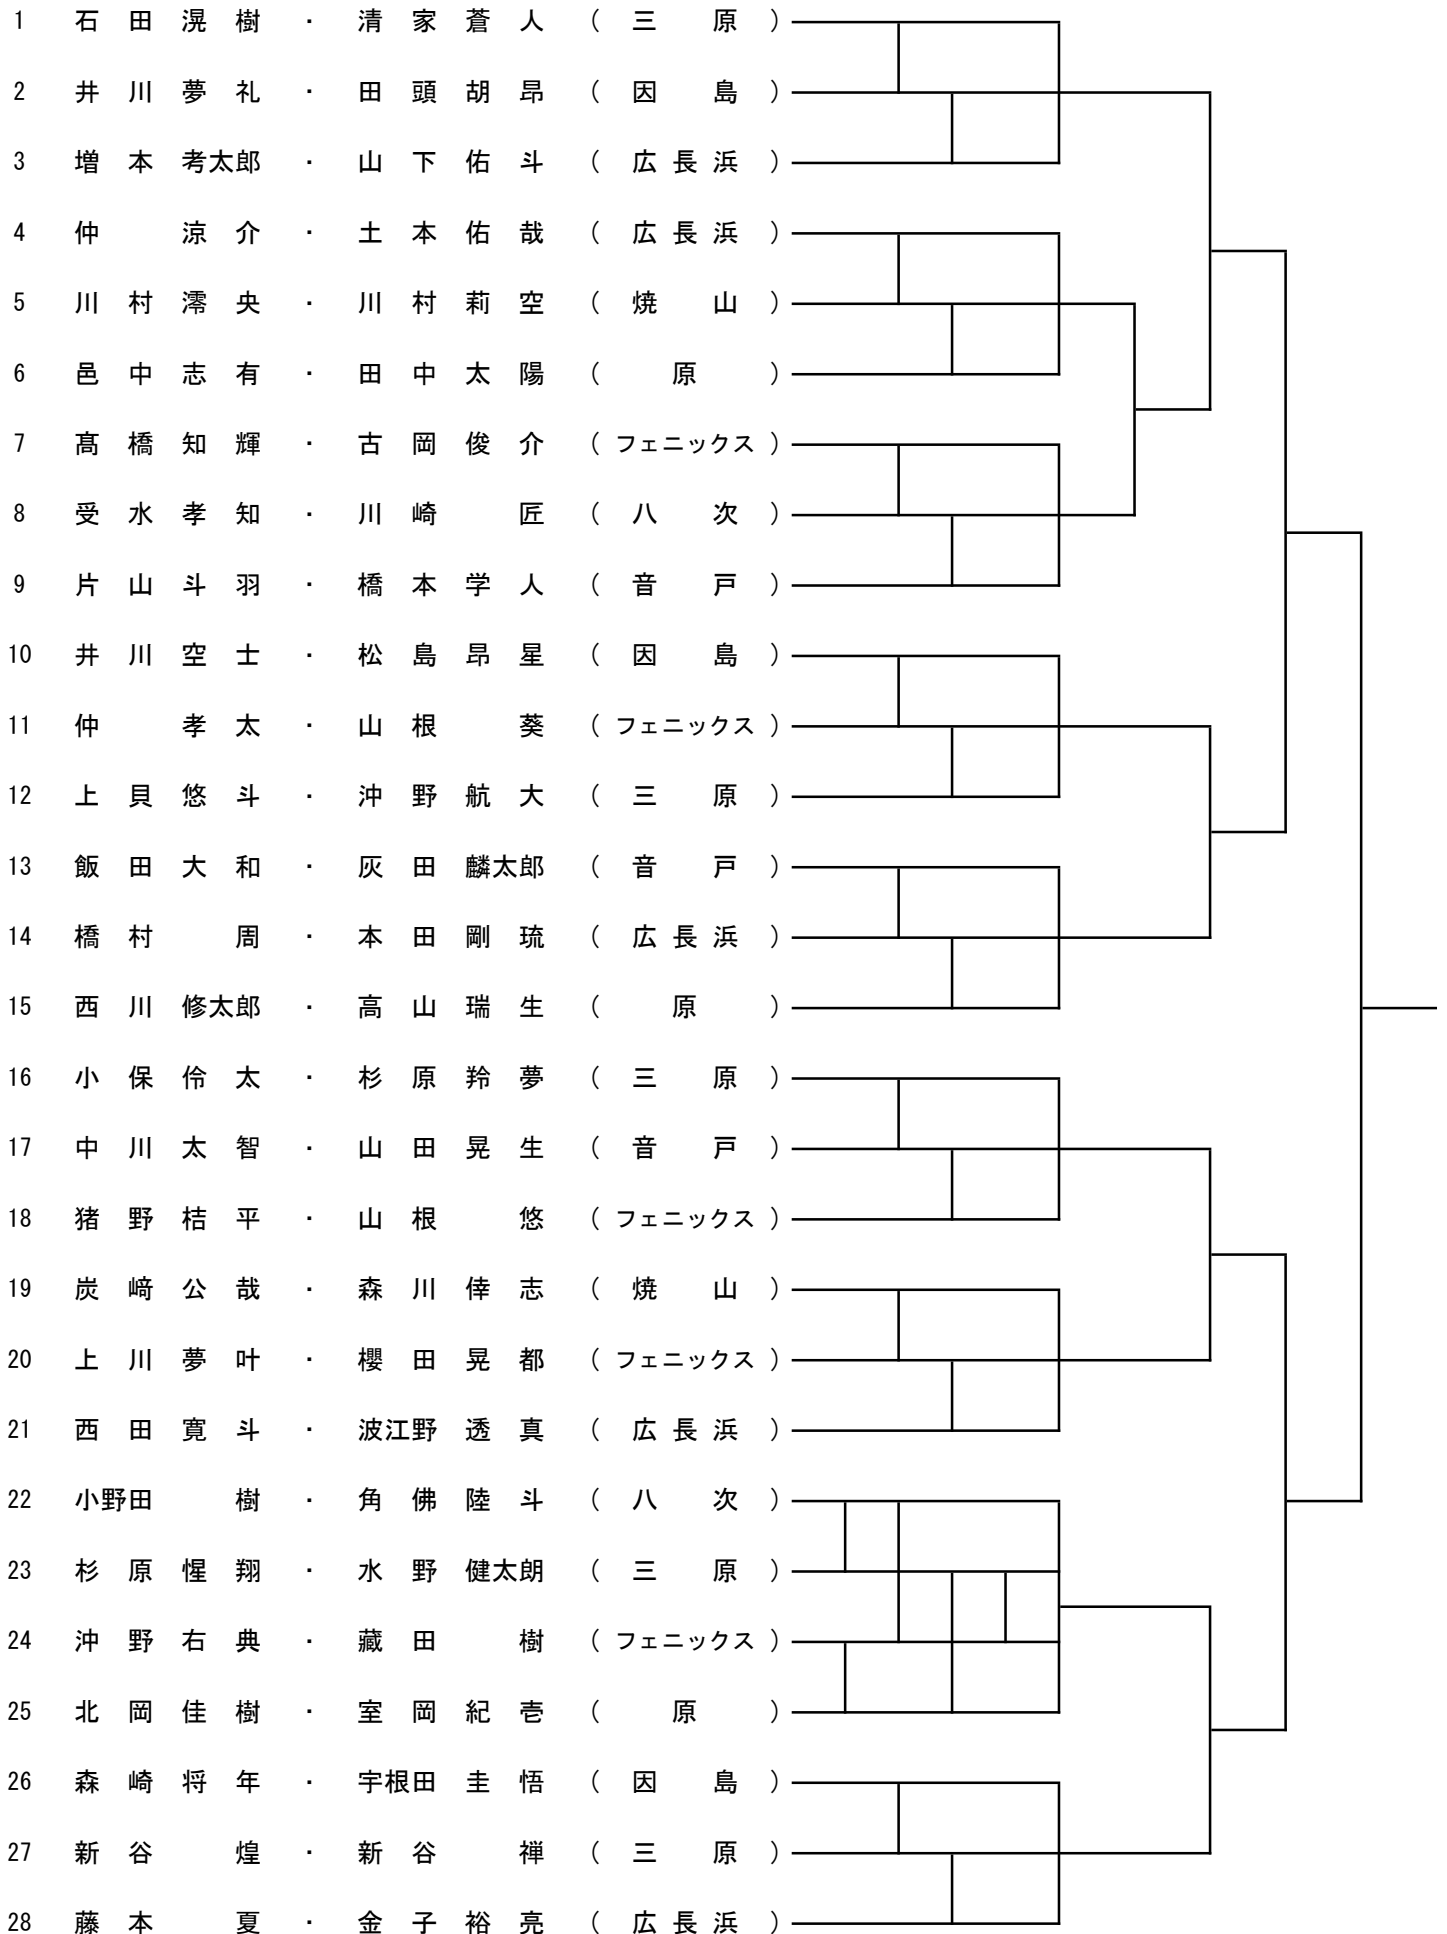 1 石田滉樹 ・ 清家蒼人 ( 三原 )
2 井川夢礼 ・ 田頭胡昂 ( 因島 )
3 増本考太郎 ・ 山下佑斗 ( 広長浜 )
4 仲涼介 ・ 土本佑哉 ( 広長浜 )
5 川村澪央 ・ 川村莉空 ( 焼山 )
6 邑中志有 ・ 田中太陽 ( 原 )
7 髙橋知輝 ・ 古岡俊介 ( フェニックス )
8 受水孝知 ・ 川崎匠 ( 八次 )
9 片山斗羽 ・ 橋本学人 ( 音戸 )
10 井川空士 ・ 松島昂星 ( 因島 )
11 仲孝太 ・ 山根葵 ( フェニックス )
12 上貝悠斗 ・ 沖野航大 ( 三原 )
13 飯田大和 ・ 灰田麟太郎 ( 音戸 )
14 橋村周 ・ 本田剛琉 ( 広長浜 )
15 西川修太郎 ・ 高山瑞生 ( 原 )
16 小保伶太 ・ 杉原羚夢 ( 三原 )
17 中川太智 ・ 山田晃生 ( 音戸 )
18 猪野桔平 ・ 山根悠 ( フェニックス )
19 炭﨑公哉 ・ 森川倖志 ( 焼山 )
20 上川夢叶 ・ 櫻田晃都 ( フェニックス )
21 西田寛斗 ・ 波江野透真 ( 広長浜 )
22 小野田樹 ・ 角佛陸斗 ( 八次 )
23 杉原惺翔 ・ 水野健太朗 ( 三原 )
24 沖野右典 ・ 藏田樹 ( フェニックス )
25 北岡佳樹 ・ 室岡紀壱 ( 原 )
26 森崎将年 ・ 宇根田圭悟 ( 因島 )
27 新谷煌 ・ 新谷禅 ( 三原 )
28 藤本夏 ・ 金子裕亮 ( 広長浜 )